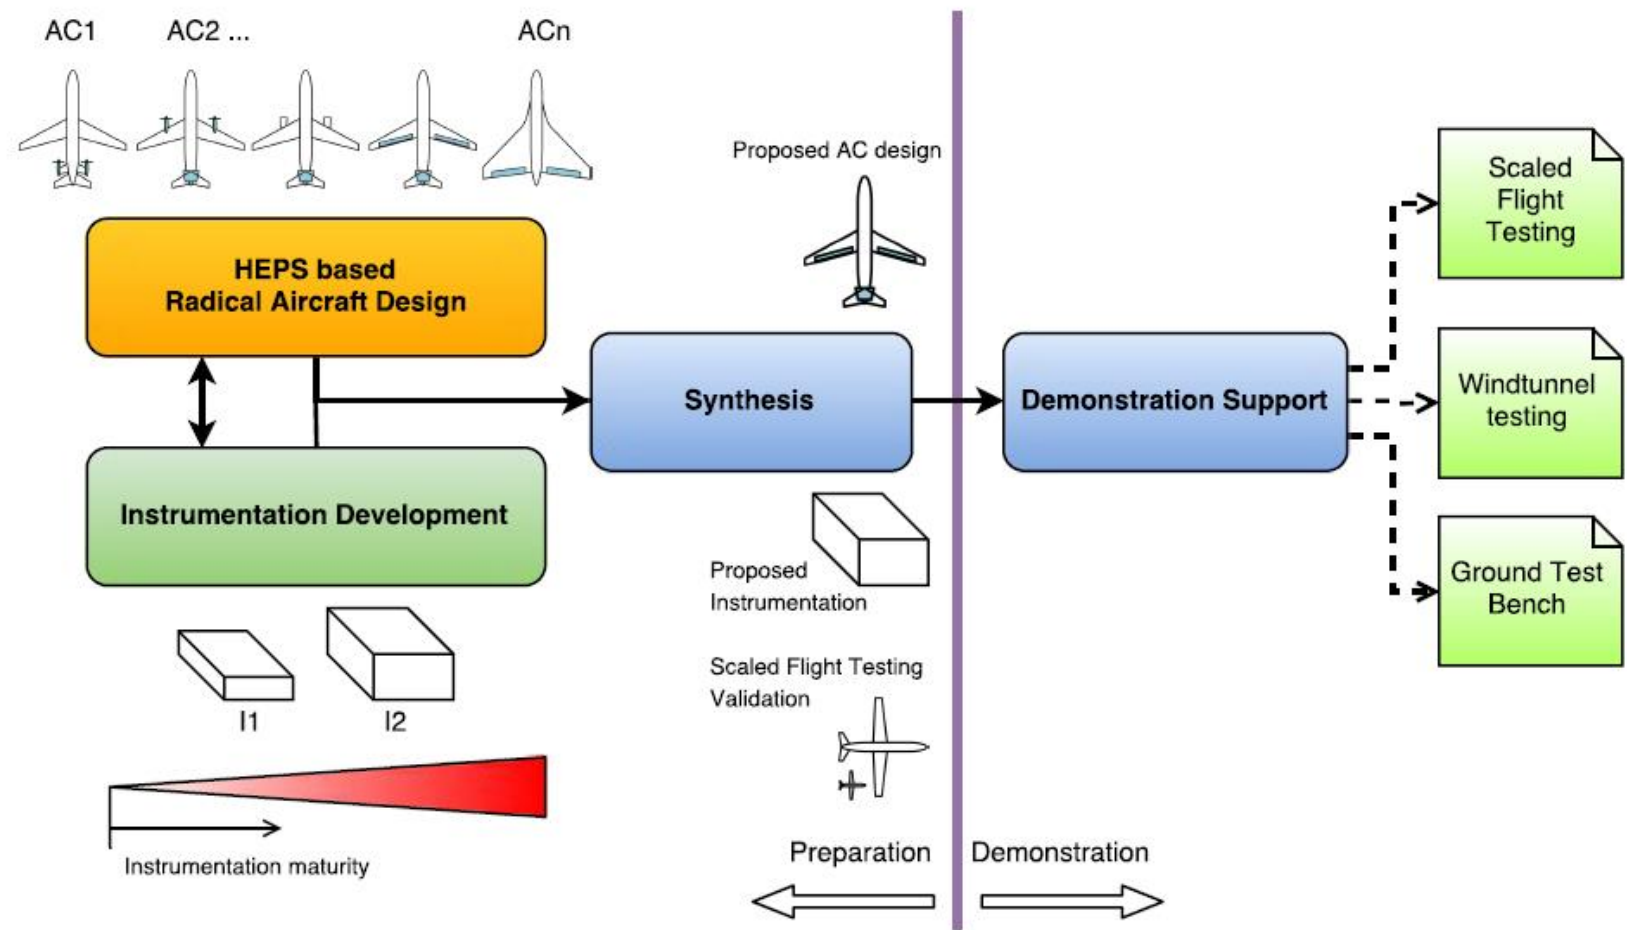 AC1
AC2 ...
ACn
HEPS based
Radical Aircraft Design
Instrumentation Development
I1
I2
Instrumentation maturity
Proposed AC design
Synthesis
Proposed
Instrumentation
Scaled Flight Testing
Validation
Preparation
Demonstration
Demonstration Support
Scaled
Flight
Testing
Windtunnel
testing
Ground Test
Bench